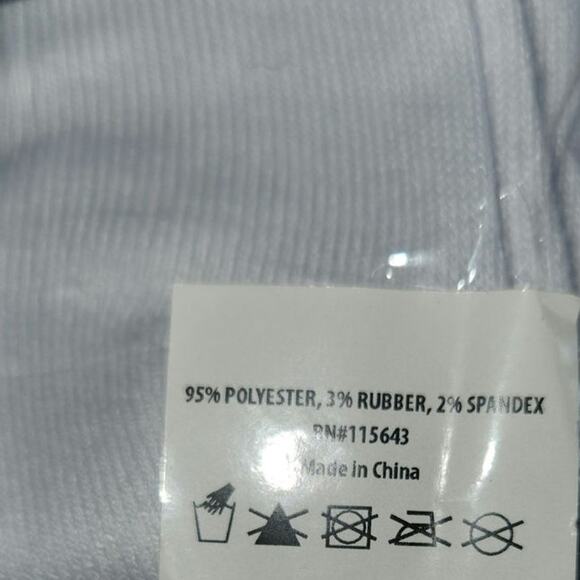 95% POLYESTER, 3% RUBBER, 2% SPANDEX
RN#115643
Made in China